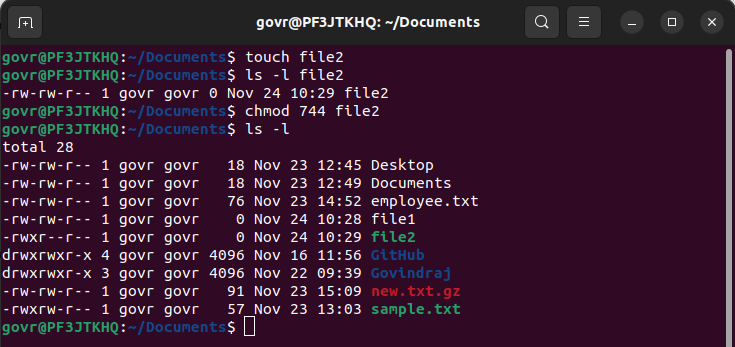 govr@PF3JTKHQ: ~/Documents
govr@PF3JTKHQ:~/Documents$ touch file2
govr@PF3JTKHQ:~/Documents$ ls -l file2
-rw-rw-r-- 1 govr govr 0 Nov 24 10:29 file2
govr@PF3JTKHQ:~/Documents$ chmod 744 file2
govr@PF3JTKHQ:~/Documents$ ls -l
total 28
-rw-rw-r-- 1 govr govr   18 Nov 23 12:45 Desktop
-rw-rw-r-- 1 govr govr   18 Nov 23 12:49 Documents
-rw-rw-r-- 1 govr govr   76 Nov 23 14:52 employee.txt
-rw-rw-r-- 1 govr govr    0 Nov 24 10:28 file1
-rwxr--r-- 1 govr govr    0 Nov 24 10:29 file2
drwxrwxr-x 4 govr govr 4096 Nov 16 11:56 GitHub
drwxrwxr-x 3 govr govr 4096 Nov 22 09:39 Govindraj
-rw-rw-r-- 1 govr govr   91 Nov 23 15:09 new.txt.gz
-rwxrw-r-- 1 govr govr   57 Nov 23 13:03 sample.txt
govr@PF3JTKHQ:~/Documents$